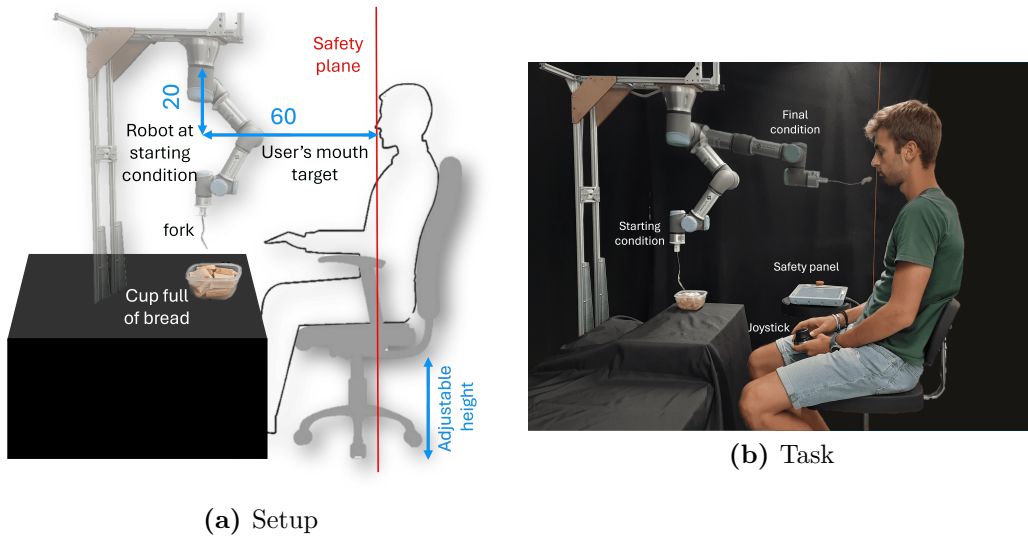 Safety
plane
20
60
Robot at
starting
condition
User's mouth
target
fork
Cup full
of bread
Adjustable
height
(a) Setup
Final
condition
Starting
condition
Safety panel
Joystick
(b) Task